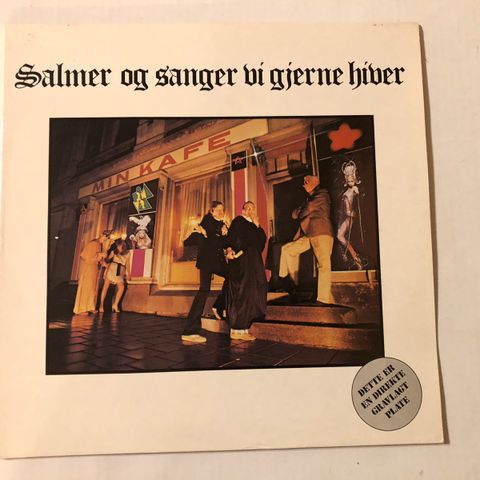 Salmer og sanger vi gjerne hiver
MIN KAFE
DETTE ER
EN DIREKTE
GRAVLAGT
PLATE